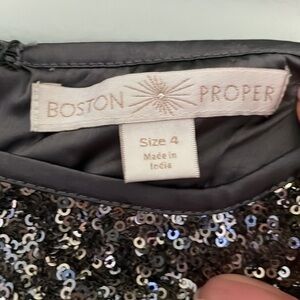 BOSTON PROPER
Size 4
Made in
India